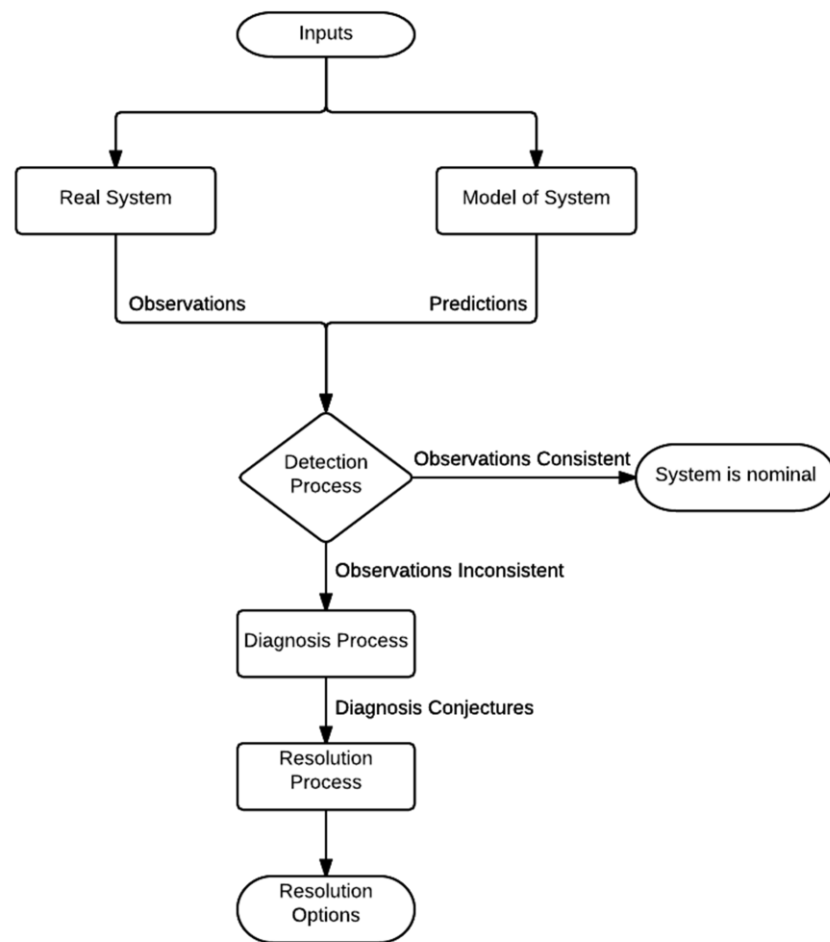 Inputs
Real System
Model of System
Observations
Predictions
Detection
Process
Observations Consistent
System is nominal
Observations Inconsistent
Diagnosis Process
Diagnosis Conjectures
Resolution
Process
Resolution
Options